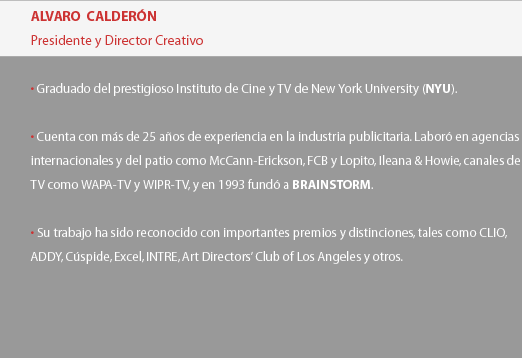 ALVARO CALDERÓN
Presidente y Director Creativo
· Graduado del prestigioso Instituto de Cine y TV de New York University (NYU).
· Cuenta con más de 25 años de experiencia en la industria publicitaria. Laboró en agencias
internacionales y del patio como McCann-Erickson, FCB y Lopito, Ileana & Howie, canales de
TV como WAPA-TV y WIPR-TV, y en 1993 fundó a BRAINSTORM.
· Su trabajo ha sido reconocido con importantes premios y distinciones, tales como CLIO,
ADDY, Cúspide, Excel, INTRE, Art Directors' Club of Los Angeles y otros.